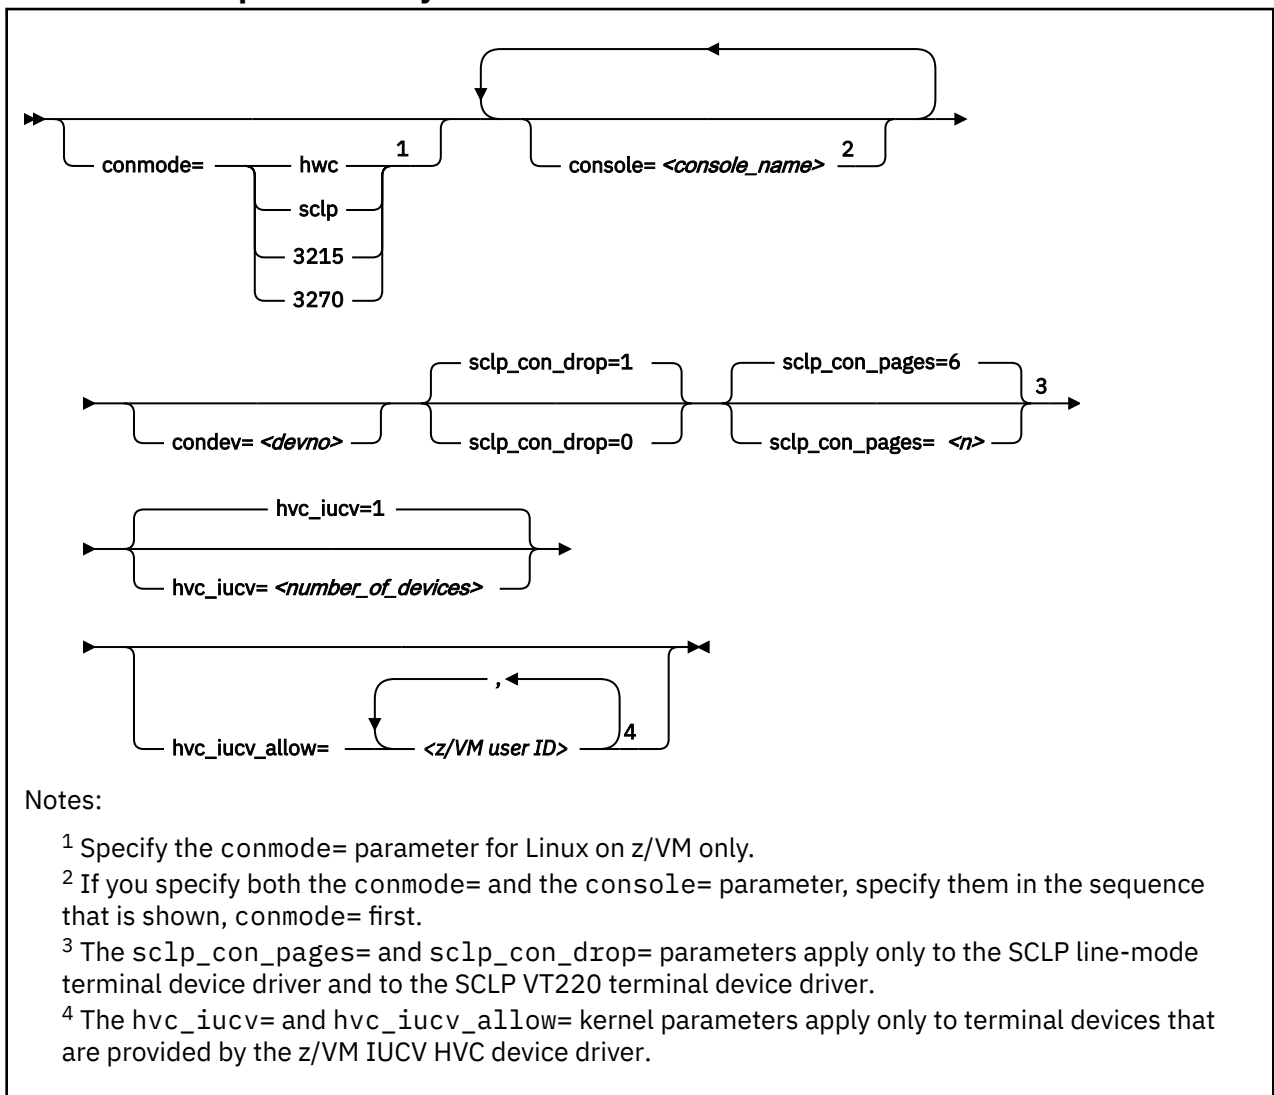 conmode= hwc 1 console= <console_name> 2
sclp
3215
3270
sclp_con_drop=1 sclp_con_pages=6 3
condev= <devno> sclp_con_drop=0 sclp_con_pages= <n>
hvc_iucv=1
hvc_iucv= <number_of_devices>
,
hvc_iucv_allow= <z/VM user ID> 4
Notes:
1 Specify the conmode= parameter for Linux on z/VM only.
2 If you specify both the conmode= and the console= parameter, specify them in the sequence
that is shown, conmode= first.
3 The sclp_con_pages= and sclp_con_drop= parameters apply only to the SCLP line-mode
terminal device driver and to the SCLP VT220 terminal device driver.
4 The hvc_iucv= and hvc_iucv_allow= kernel parameters apply only to terminal devices that
are provided by the z/VM IUCV HVC device driver.